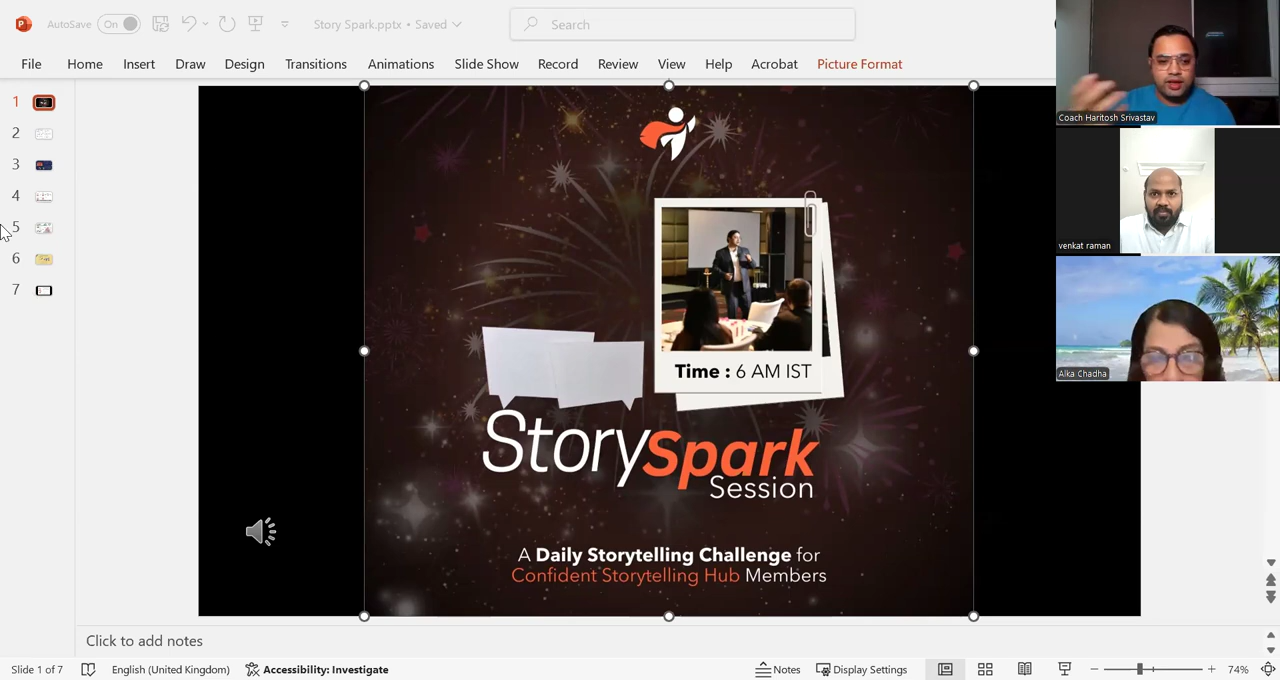 AutoSave On Story Spark.pptx • Saved Search
File Home Insert Draw Design Transitions Animations Slide Show Record Review View Help Acrobat Picture Format
1
2
3
4
5
6
7
Time : 6 AM IST
StorySpark
Session
A Daily Storytelling Challenge for
Confident Storytelling Hub Members
Coach Haritosh Srivastav
venkat raman
Alka Chadha
Click to add notes
Slide 1 of 7 English (United Kingdom) Accessibility: Investigate Notes Display Settings 74%